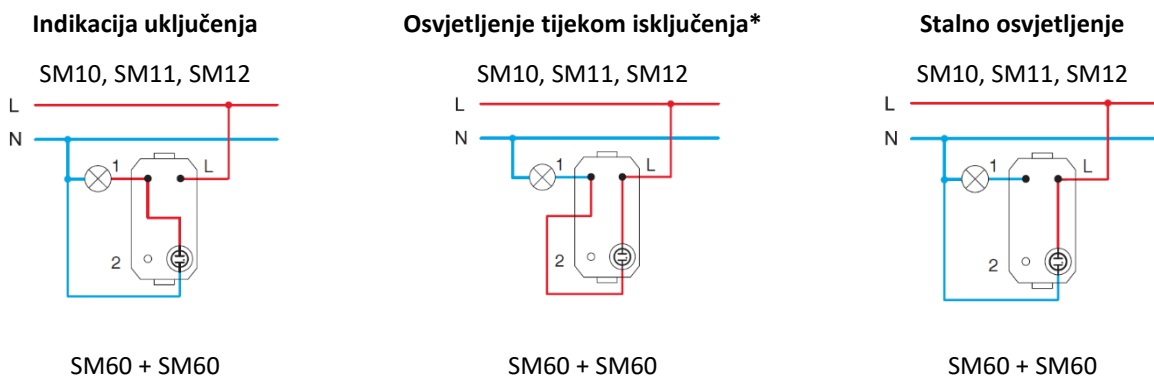 Indikacija uključenja
SM10, SM11, SM12
L
N
1
L
2
SM60 + SM60
Osvjetljenje tijekom isključenja*
SM10, SM11, SM12
L
N
1
L
2
SM60 + SM60
Stalno osvjetljenje
SM10, SM11, SM12
L
N
1
L
2
SM60 + SM60